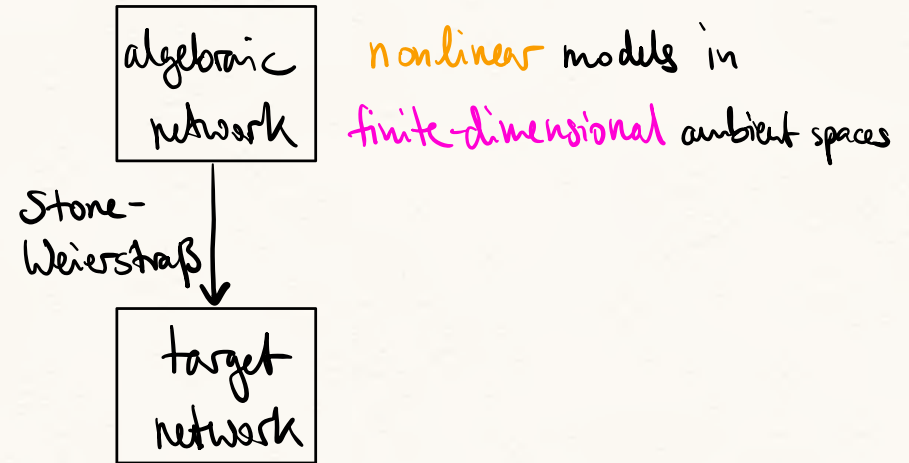 algebraic
network
nonlinear models in
finite-dimensional ambient spaces
Stone-
Weierstraß
target
network